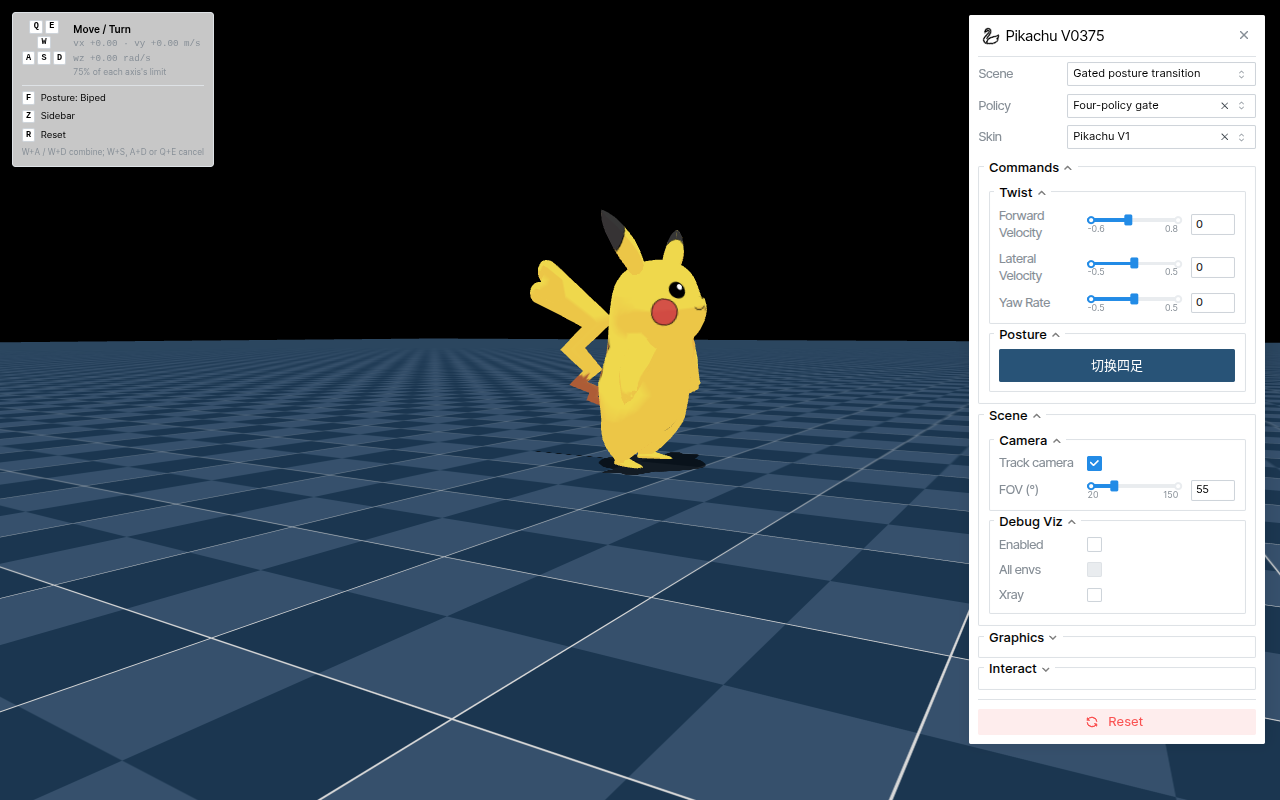 Q E
Move / Turn
W
vx +0.00 · vy +0.00 m/s
A S D
wz +0.00 rad/s
75% of each axis's limit
F Posture: Biped
Z Sidebar
R Reset
W+A / W+D combine; W+S, A+D or Q+E cancel
Pikachu V0375
Scene Gated posture transition
Policy Four-policy gate
Skin Pikachu V1
Commands
Twist
Forward Velocity
-0.6 0.8
0
Lateral Velocity
-0.5 0.5
0
Yaw Rate
-0.5 0.5
0
Posture
切换四足
Scene
Camera
Track camera
FOV (°)
20 150
55
Debug Viz
Enabled
All envs
Xray
Graphics
Interact
Reset